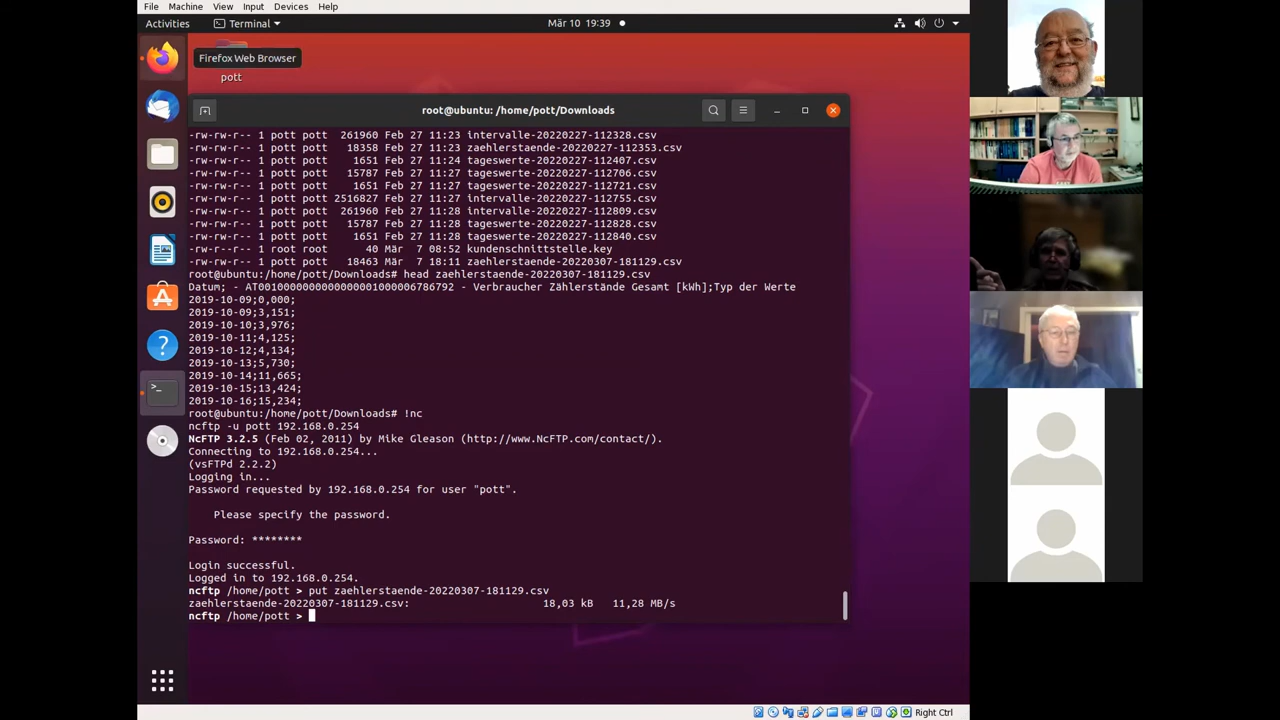 File Machine View Input Devices Help
Activities Terminal Mär 10 19:39
Firefox Web Browser
pott
root@ubuntu: /home/pott/Downloads
-rw-rw-r-- 1 pott pott 261960 Feb 27 11:23 intervalle-20220227-112328.csv
-rw-rw-r-- 1 pott pott 18358 Feb 27 11:23 zaehlerstaende-20220227-112353.csv
-rw-rw-r-- 1 pott pott 1651 Feb 27 11:24 tageswerte-20220227-112407.csv
-rw-rw-r-- 1 pott pott 15787 Feb 27 11:27 tageswerte-20220227-112706.csv
-rw-rw-r-- 1 pott pott 1651 Feb 27 11:27 tageswerte-20220227-112721.csv
-rw-rw-r-- 1 pott pott 2516827 Feb 27 11:27 intervalle-20220227-112755.csv
-rw-rw-r-- 1 pott pott 261960 Feb 27 11:28 intervalle-20220227-112809.csv
-rw-rw-r-- 1 pott pott 15787 Feb 27 11:28 tageswerte-20220227-112828.csv
-rw-rw-r-- 1 pott pott 1651 Feb 27 11:28 tageswerte-20220227-112840.csv
-rw-r--r-- 1 root root 40 Mär 7 08:52 kundenschnittstelle.key
-rw-rw-r-- 1 pott pott 18463 Mär 7 18:11 zaehlerstaende-20220307-181129.csv
root@ubuntu:/home/pott/Downloads# head zaehlerstaende-20220307-181129.csv
Datum; - AT0010000000000000001000006786792 - Verbraucher Zählerstände Gesamt [kWh];Typ der Werte
2019-10-09;0,000;
2019-10-09;3,151;
2019-10-10;3,976;
2019-10-11;4,125;
2019-10-12;4,134;
2019-10-13;5,730;
2019-10-14;11,665;
2019-10-15;13,424;
2019-10-16;15,234;
root@ubuntu:/home/pott/Downloads# !nc
ncftp -u pott 192.168.0.254
NcFTP 3.2.5 (Feb 02, 2011) by Mike Gleason (http://www.NcFTP.com/contact/).
Connecting to 192.168.0.254...
(vsFTPd 2.2.2)
Logging in...
Password requested by 192.168.0.254 for user "pott".
Please specify the password.
Password: ********
Login successful.
Logged in to 192.168.0.254.
ncftp /home/pott > put zaehlerstaende-20220307-181129.csv
zaehlerstaende-20220307-181129.csv: 18,03 kB 11,28 MB/s
ncftp /home/pott >
Right Ctrl